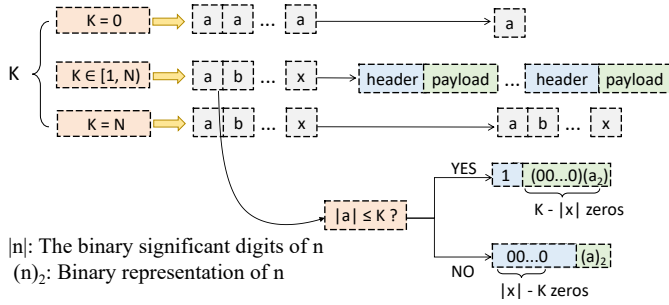 K = 0
a a ... a
a
K
K ∈ [1, N)
a b ... x
header payload ... header payload
K = N
a b ... x
a b ... x
YES
1 (00...0)(a₂)
K - |x| zeros
|a| ≤ K ?
|n|: The binary significant digits of n
(n)₂: Binary representation of n
NO
00...0 (a)₂
|x| - K zeros